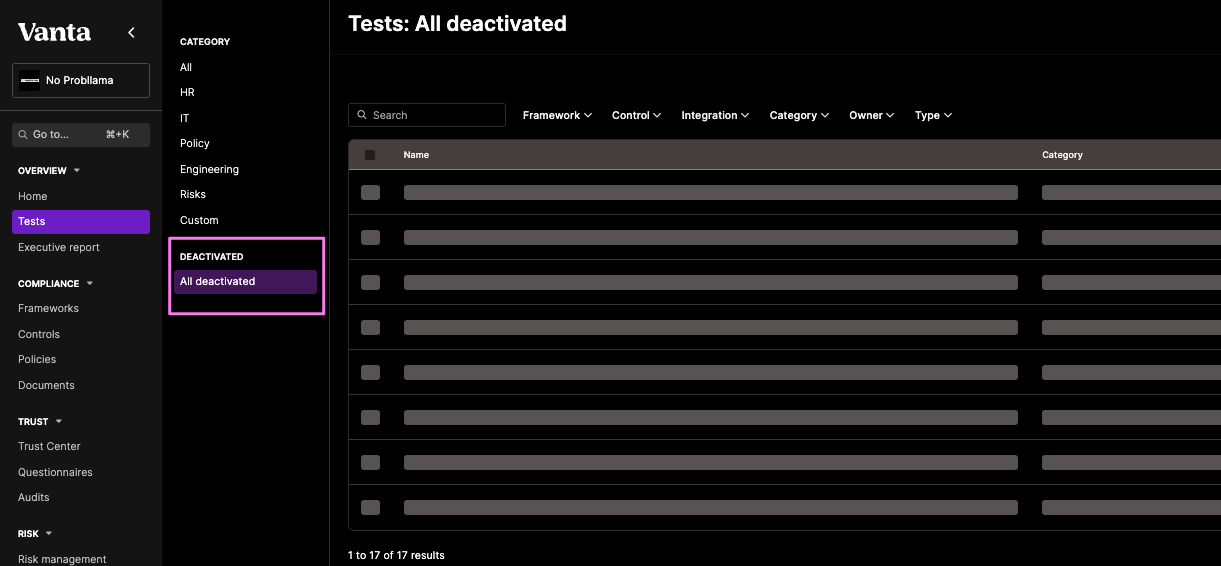 Vanta
No Probllama
Go to... ⌘+K
OVERVIEW
Home
Tests
Executive report
COMPLIANCE
Frameworks
Controls
Policies
Documents
TRUST
Trust Center
Questionnaires
Audits
RISK
Risk management
CATEGORY
All
HR
IT
Policy
Engineering
Risks
Custom
DEACTIVATED
All deactivated
Tests: All deactivated
Search Framework Control Integration Category Owner Type
Name Category
1 to 17 of 17 results